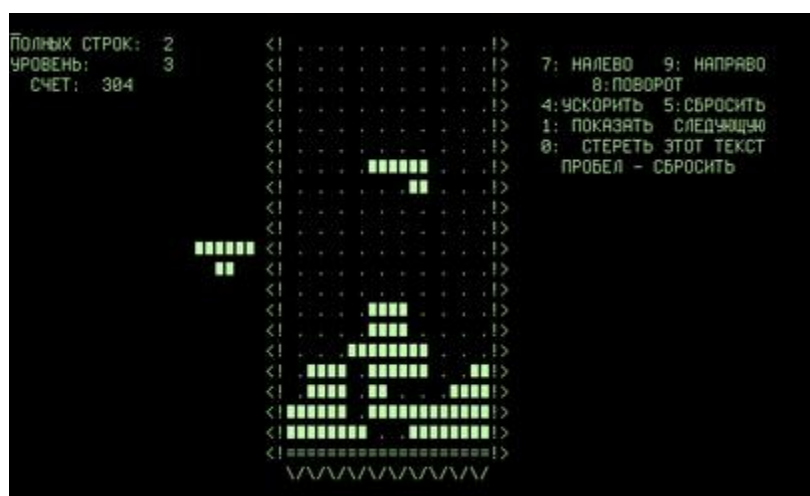 ПОЛНЫХ СТРОК: 2
УРОВЕНЬ: 3
СЧЕТ: 304
7: НАЛЕВО 9: НАПРАВО
8:ПОВОРОТ
4:УСКОРИТЬ 5:СБРОСИТЬ
1: ПОКАЗАТЬ СЛЕДУЮЩУЮ
0: СТЕРЕТЬ ЭТОТ ТЕКСТ
ПРОБЕЛ - СБРОСИТЬ